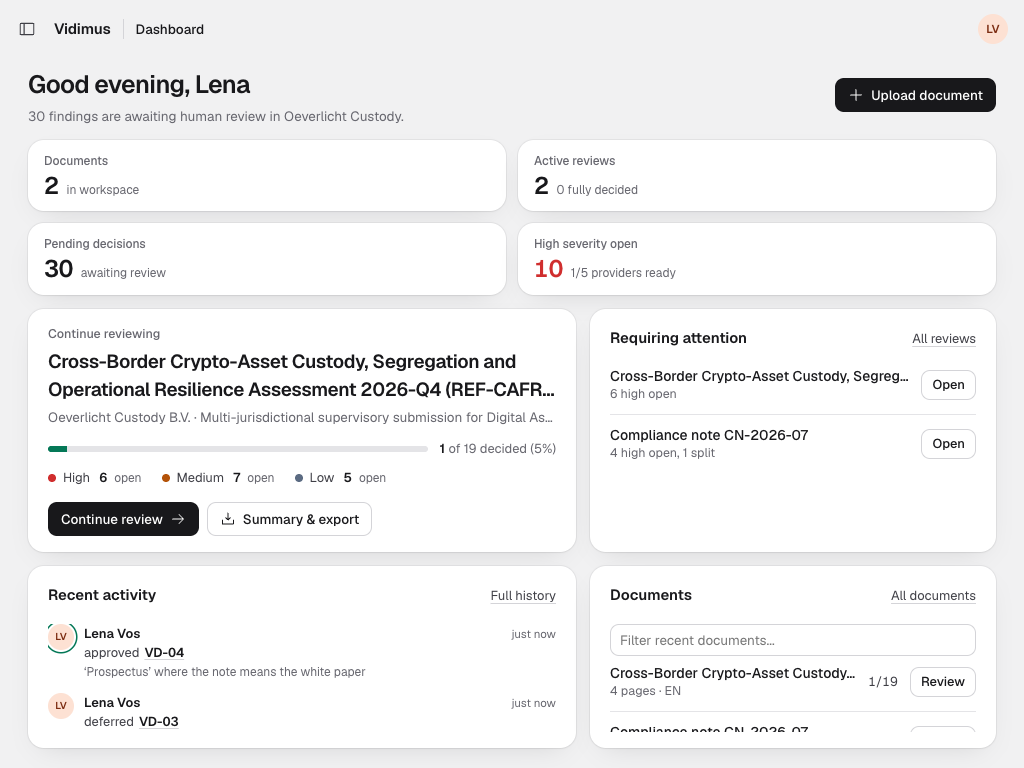 Vidimus
Dashboard
LV
Good evening, Lena
30 findings are awaiting human review in Oeverlicht Custody.
Upload document
Documents
2 in workspace
Active reviews
2 0 fully decided
Pending decisions
30 awaiting review
High severity open
10 1/5 providers ready
Continue reviewing
Cross-Border Crypto-Asset Custody, Segregation and
Operational Resilience Assessment 2026-Q4 (REF-CAFR...
Oeverlicht Custody B.V. · Multi-jurisdictional supervisory submission for Digital As...
1 of 19 decided (5%)
High 6 open
Medium 7 open
Low 5 open
Continue review
Summary & export
Requiring attention
All reviews
Cross-Border Crypto-Asset Custody, Segreg...
6 high open
Open
Compliance note CN-2026-07
4 high open, 1 split
Open
Recent activity
Full history
LV
Lena Vos
just now
approved VD-04
‘Prospectus’ where the note means the white paper
LV
Lena Vos
just now
deferred VD-03
Documents
All documents
Filter recent documents...
Cross-Border Crypto-Asset Custody...
4 pages · EN
1/19
Review
Compliance note CN-2026-07